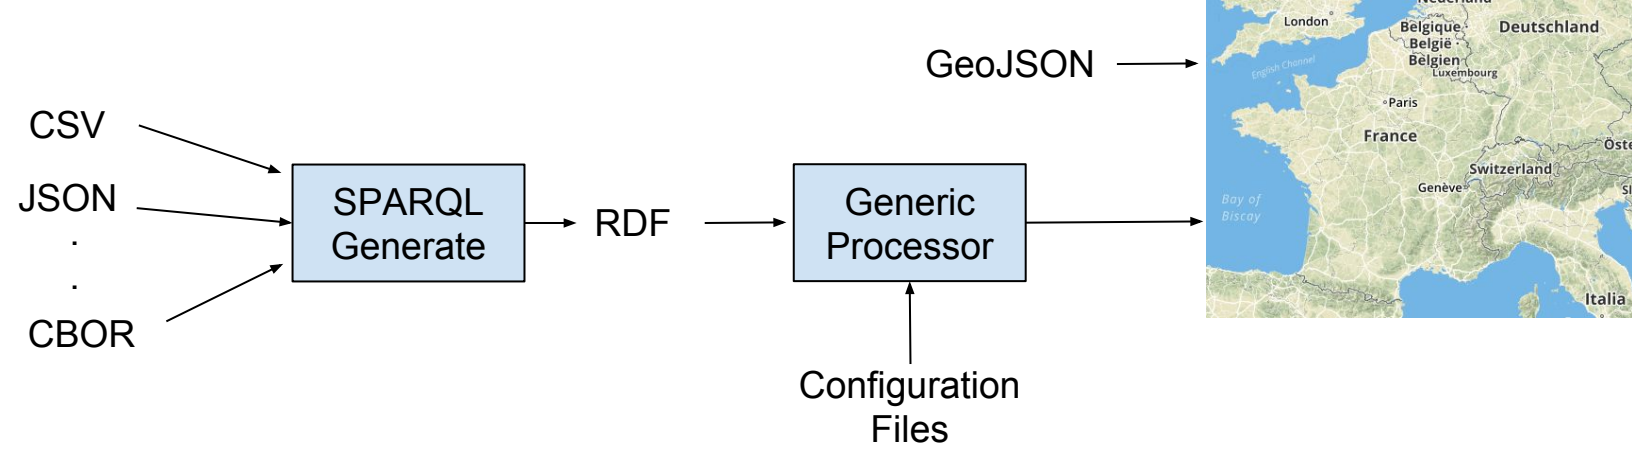 CSV
JSON
.
.
CBOR
SPARQL
Generate
RDF
Generic
Processor
Configuration
Files
GeoJSON
Nederland
London
Belgique
België
Belgien
Deutschland
English Channel
Luxembourg
Paris
France
Switzerland
Genève
Bay of
Biscay
Italia